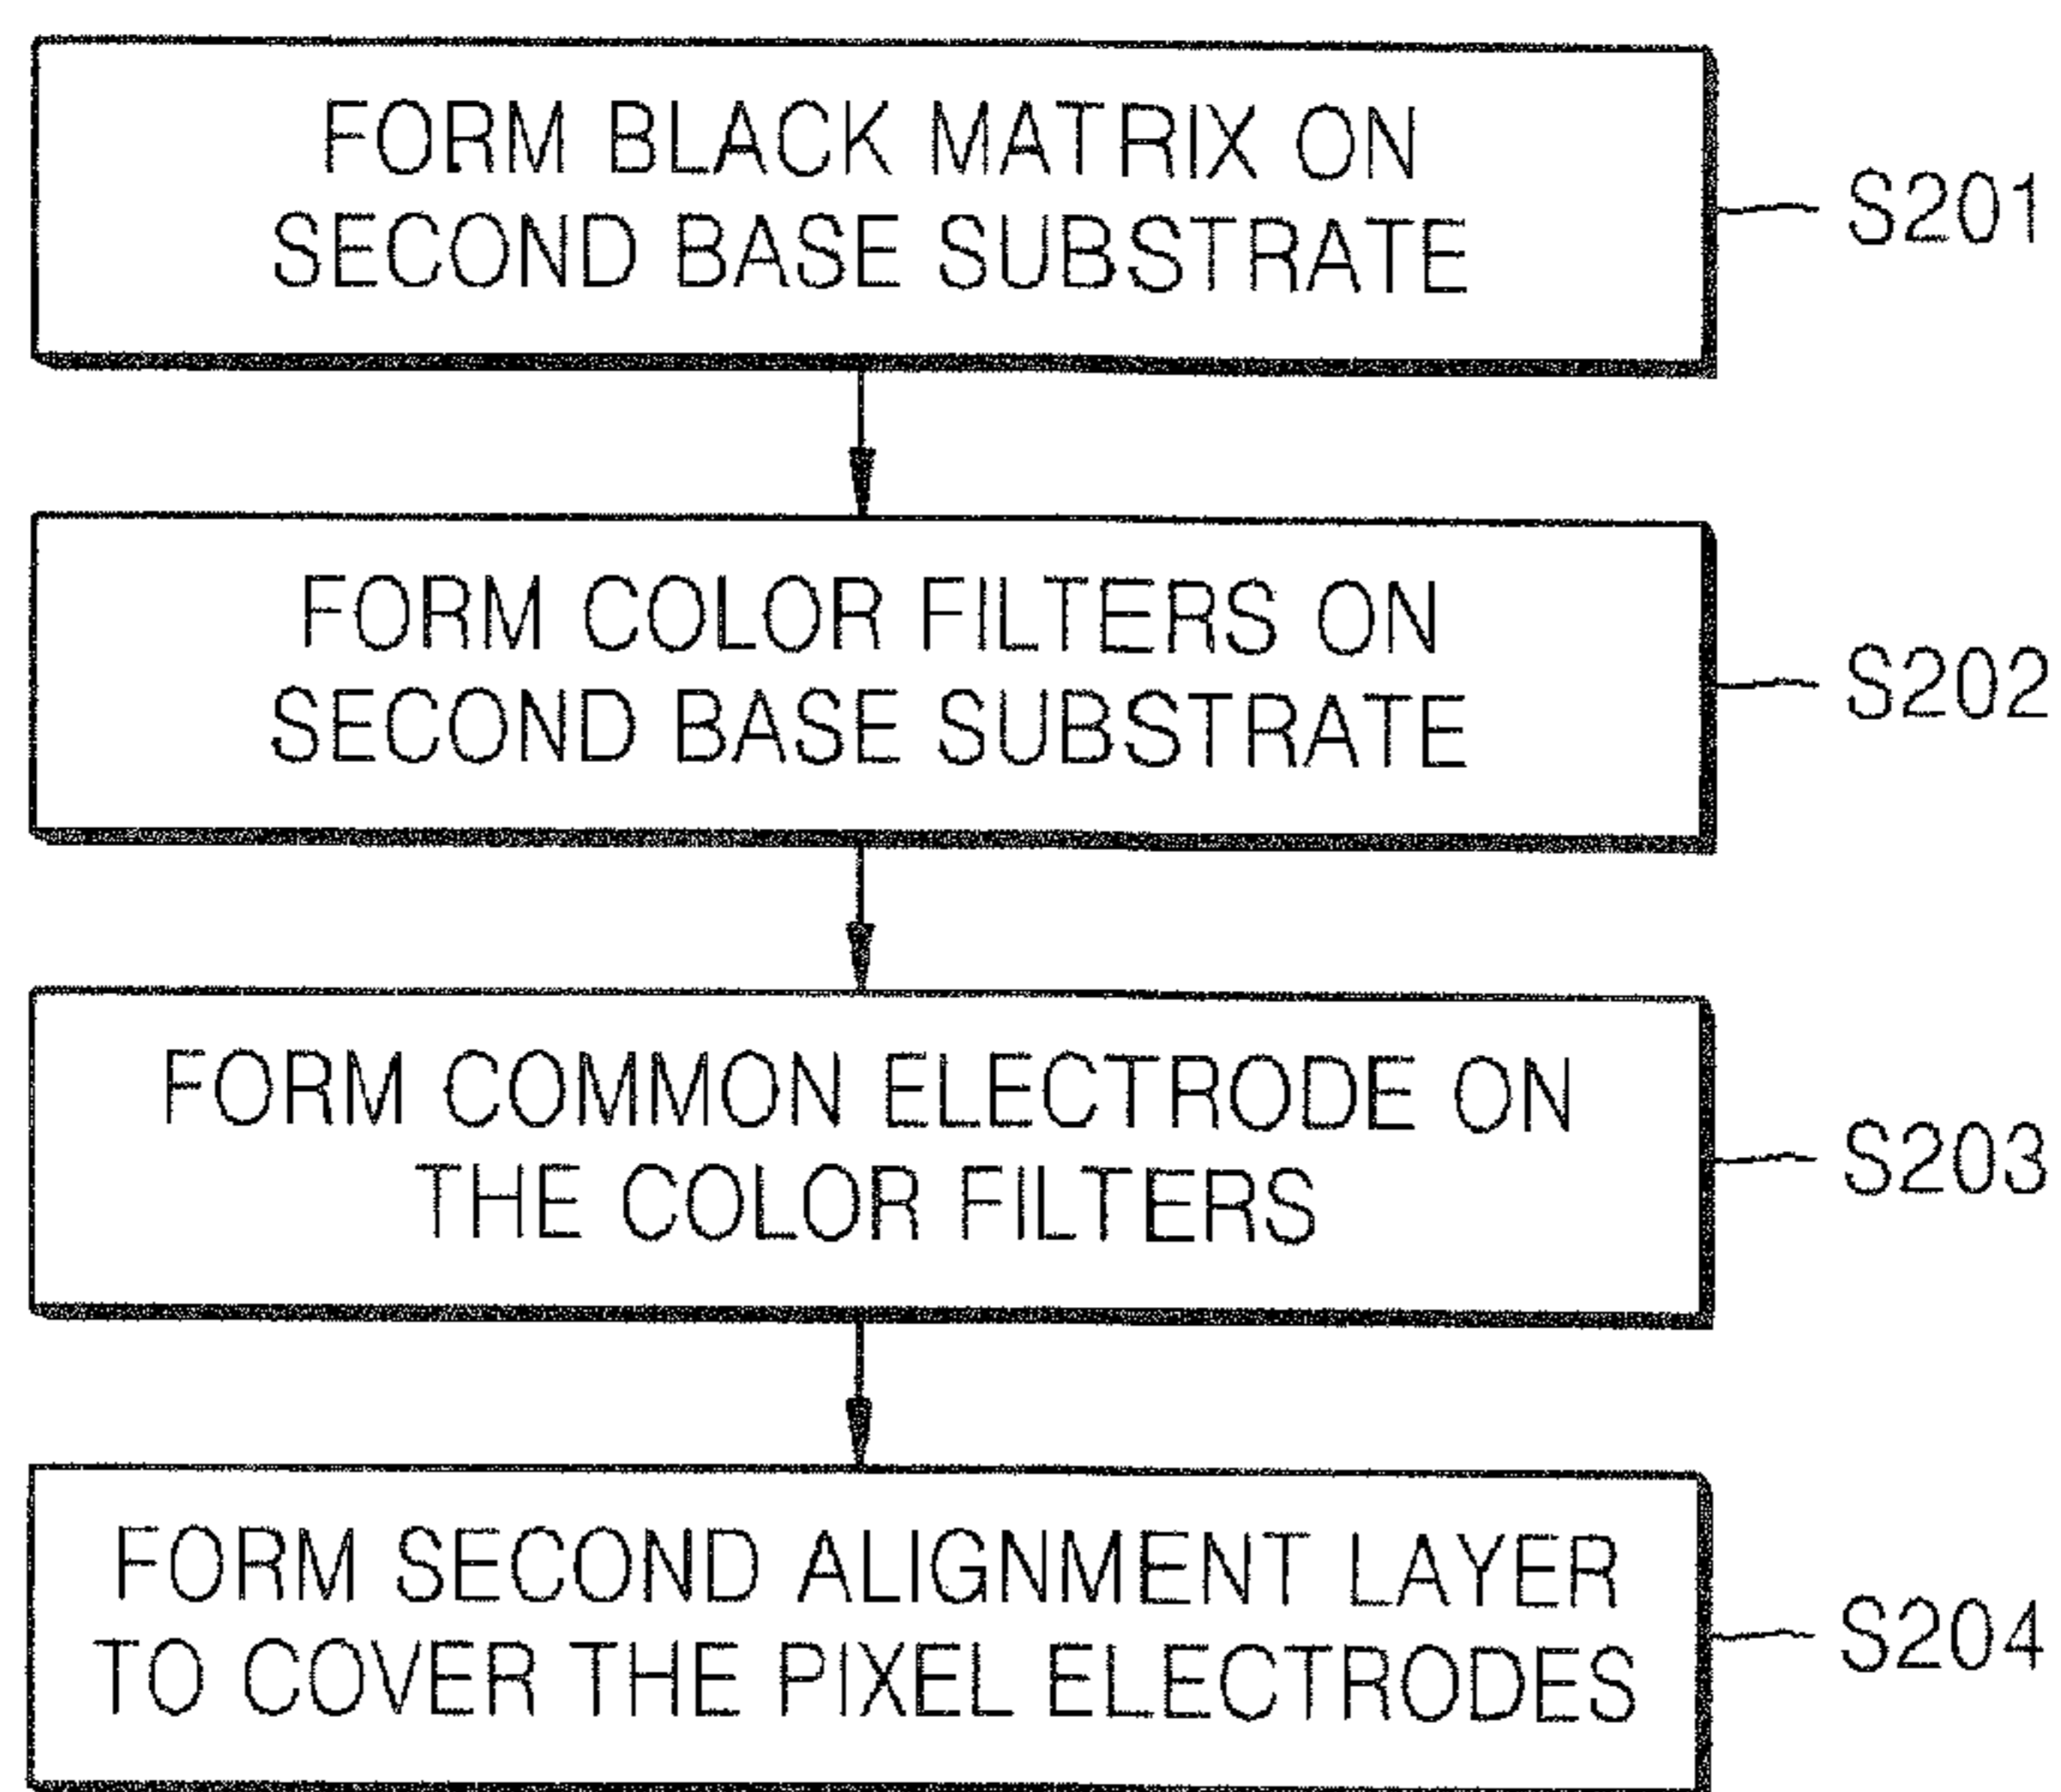 FORM BLACK MATRIX ON
SECOND BASE SUBSTRATE
S201
FORM COLOR FILTERS ON
SECOND BASE SUBSTRATE
S202
FORM COMMON ELECTRODE ON
THE COLOR FILTERS
S203
FORM SECOND ALIGNMENT LAYER
TO COVER THE PIXEL ELECTRODES
S204